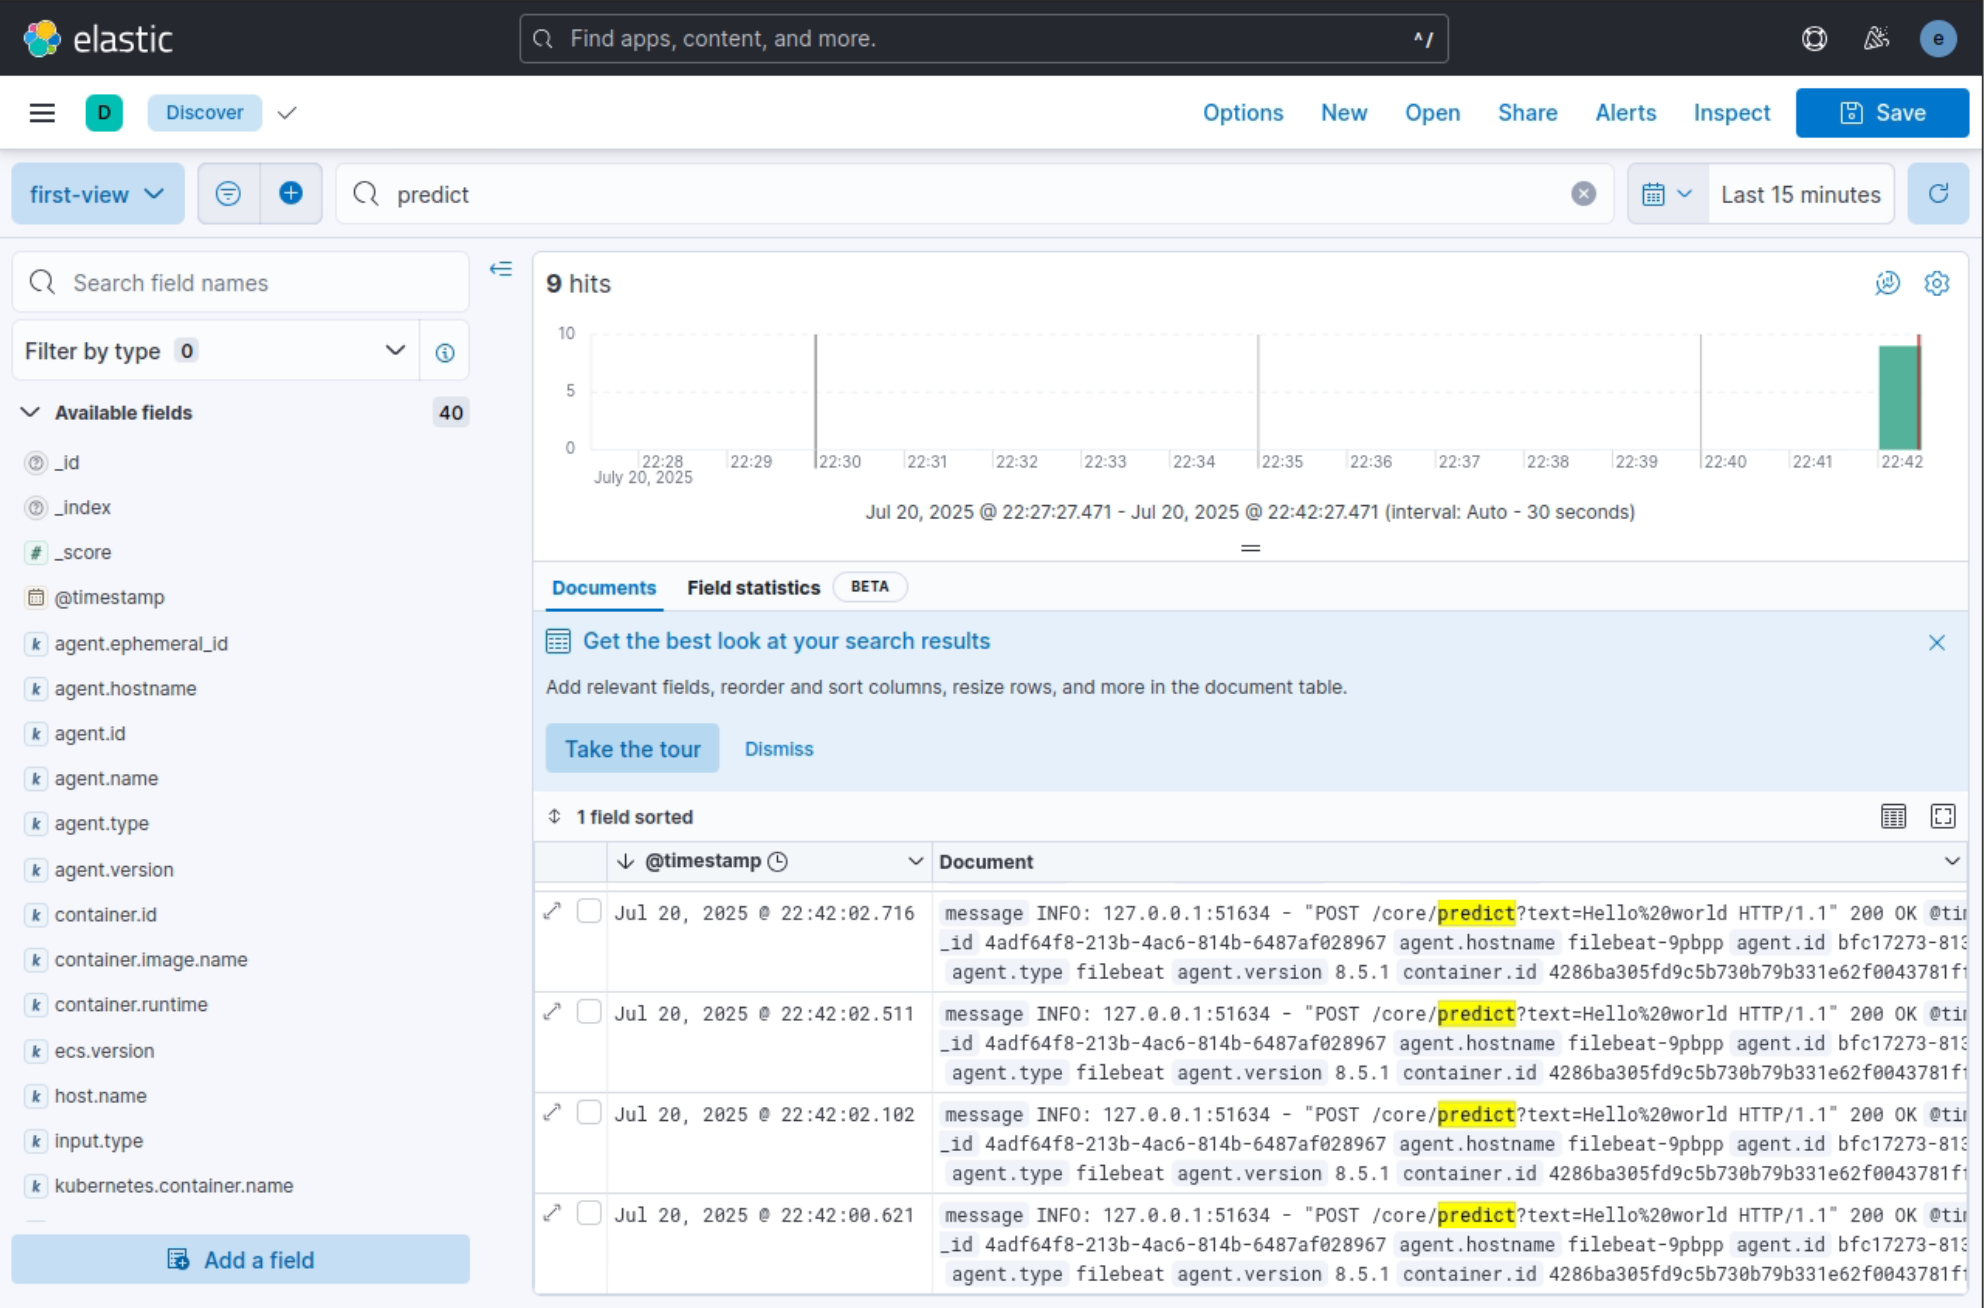 elastic
Find apps, content, and more.
^/
e
D
Discover
Options
New
Open
Share
Alerts
Inspect
Save
first-view
predict
Last 15 minutes
Search field names
Filter by type 0
Available fields 40
_id
_index
# _score
@timestamp
k agent.ephemeral_id
k agent.hostname
k agent.id
k agent.name
k agent.type
k agent.version
k container.id
k container.image.name
k container.runtime
k ecs.version
k host.name
k input.type
k kubernetes.container.name
Add a field
9 hits
10
5
0
22:28 22:29 22:30 22:31 22:32 22:33 22:34 22:35 22:36 22:37 22:38 22:39 22:40 22:41 22:42
July 20, 2025
Jul 20, 2025 @ 22:27:27.471 - Jul 20, 2025 @ 22:42:27.471 (interval: Auto - 30 seconds)
Documents Field statistics BETA
Get the best look at your search results
Add relevant fields, reorder and sort columns, resize rows, and more in the document table.
Take the tour Dismiss
1 field sorted
@timestamp Document
Jul 20, 2025 @ 22:42:02.716 message INFO: 127.0.0.1:51634 - "POST /core/predict?text=Hello%20world HTTP/1.1" 200 OK @tim
_id 4adf64f8-213b-4ac6-814b-6487af028967 agent.hostname filebeat-9pbpp agent.id bfc17273-813
agent.type filebeat agent.version 8.5.1 container.id 4286ba305fd9c5b730b79b331e62f0043781f
Jul 20, 2025 @ 22:42:02.511 message INFO: 127.0.0.1:51634 - "POST /core/predict?text=Hello%20world HTTP/1.1" 200 OK @tim
_id 4adf64f8-213b-4ac6-814b-6487af028967 agent.hostname filebeat-9pbpp agent.id bfc17273-813
agent.type filebeat agent.version 8.5.1 container.id 4286ba305fd9c5b730b79b331e62f0043781f
Jul 20, 2025 @ 22:42:02.102 message INFO: 127.0.0.1:51634 - "POST /core/predict?text=Hello%20world HTTP/1.1" 200 OK @tim
_id 4adf64f8-213b-4ac6-814b-6487af028967 agent.hostname filebeat-9pbpp agent.id bfc17273-813
agent.type filebeat agent.version 8.5.1 container.id 4286ba305fd9c5b730b79b331e62f0043781f
Jul 20, 2025 @ 22:42:00.621 message INFO: 127.0.0.1:51634 - "POST /core/predict?text=Hello%20world HTTP/1.1" 200 OK @tim
_id 4adf64f8-213b-4ac6-814b-6487af028967 agent.hostname filebeat-9pbpp agent.id bfc17273-813
agent.type filebeat agent.version 8.5.1 container.id 4286ba305fd9c5b730b79b331e62f0043781f